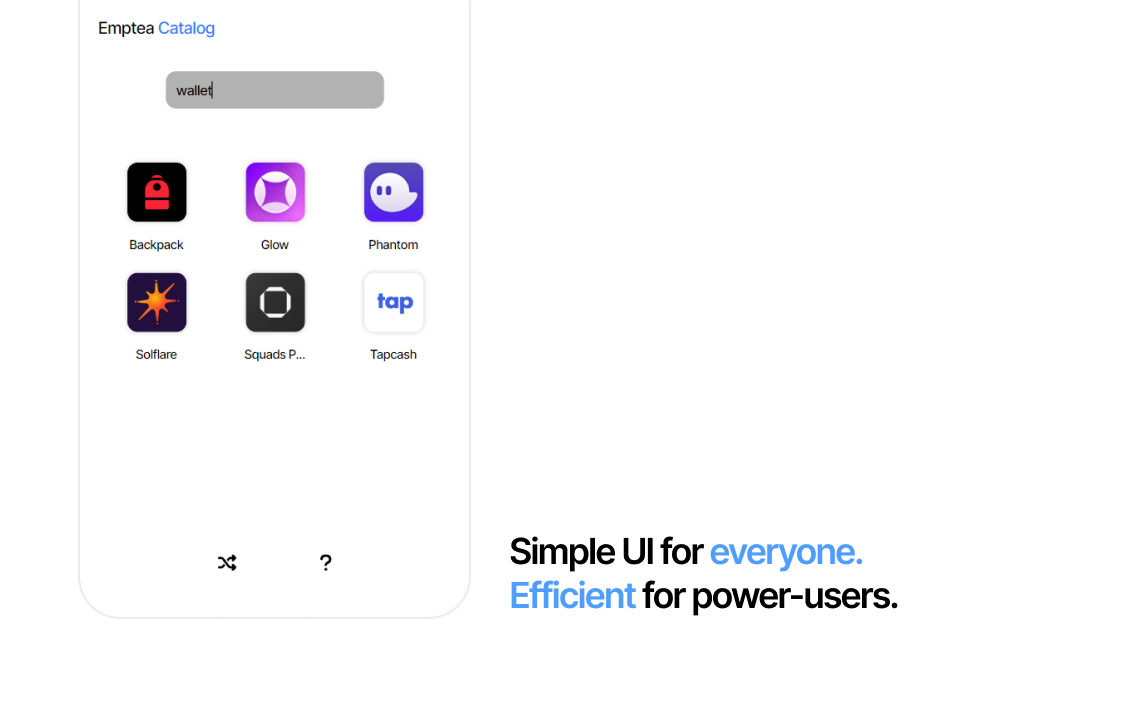 Emptea Catalog
wallet
Backpack
Glow
Phantom
tap
Solflare
Squads P...
Tapcash
?
Simple UI for everyone.
Efficient for power-users.